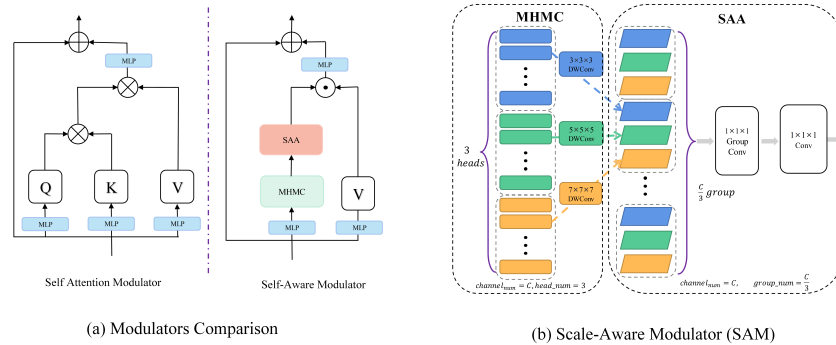 MLP
Q
K
V
MLP
MLP
MLP
Self Attention Modulator
MLP
SAA
MHMC
V
MLP
MLP
Self-Aware Modulator
(a) Modulators Comparison
MHMC
SAA
3×3×3
DWConv
5×5×5
DWConv
7×7×7
DWConv
3
heads
1×1×1
Group
Conv
1×1×1
Conv
C/3 group
channel_num = C, head_num = 3
channel_num = C, group_num = C/3
(b) Scale-Aware Modulator (SAM)